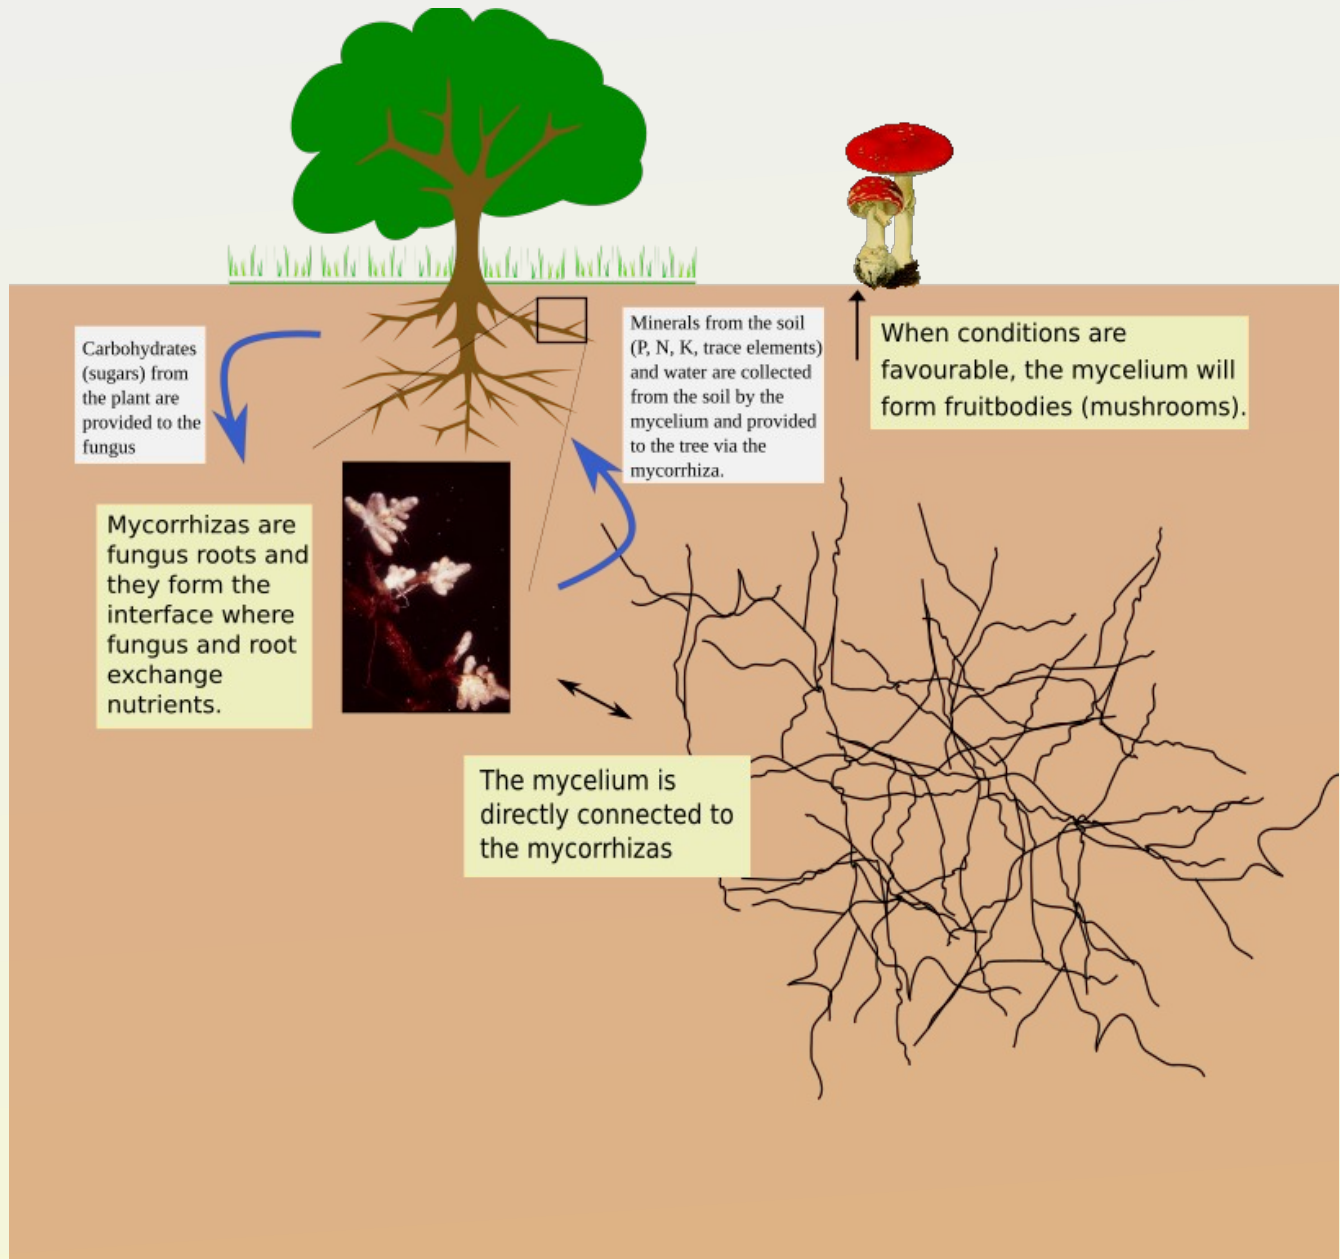 Carbohydrates
(sugars) from
the plant are
provided to the
fungus
Minerals from the soil
(P, N, K, trace elements)
and water are collected
from the soil by the
mycelium and provided
to the tree via the
mycorrhiza.
When conditions are
favourable, the mycelium will
form fruitbodies (mushrooms).
Mycorrhizas are
fungus roots and
they form the
interface where
fungus and root
exchange
nutrients.
The mycelium is
directly connected to
the mycorrhizas